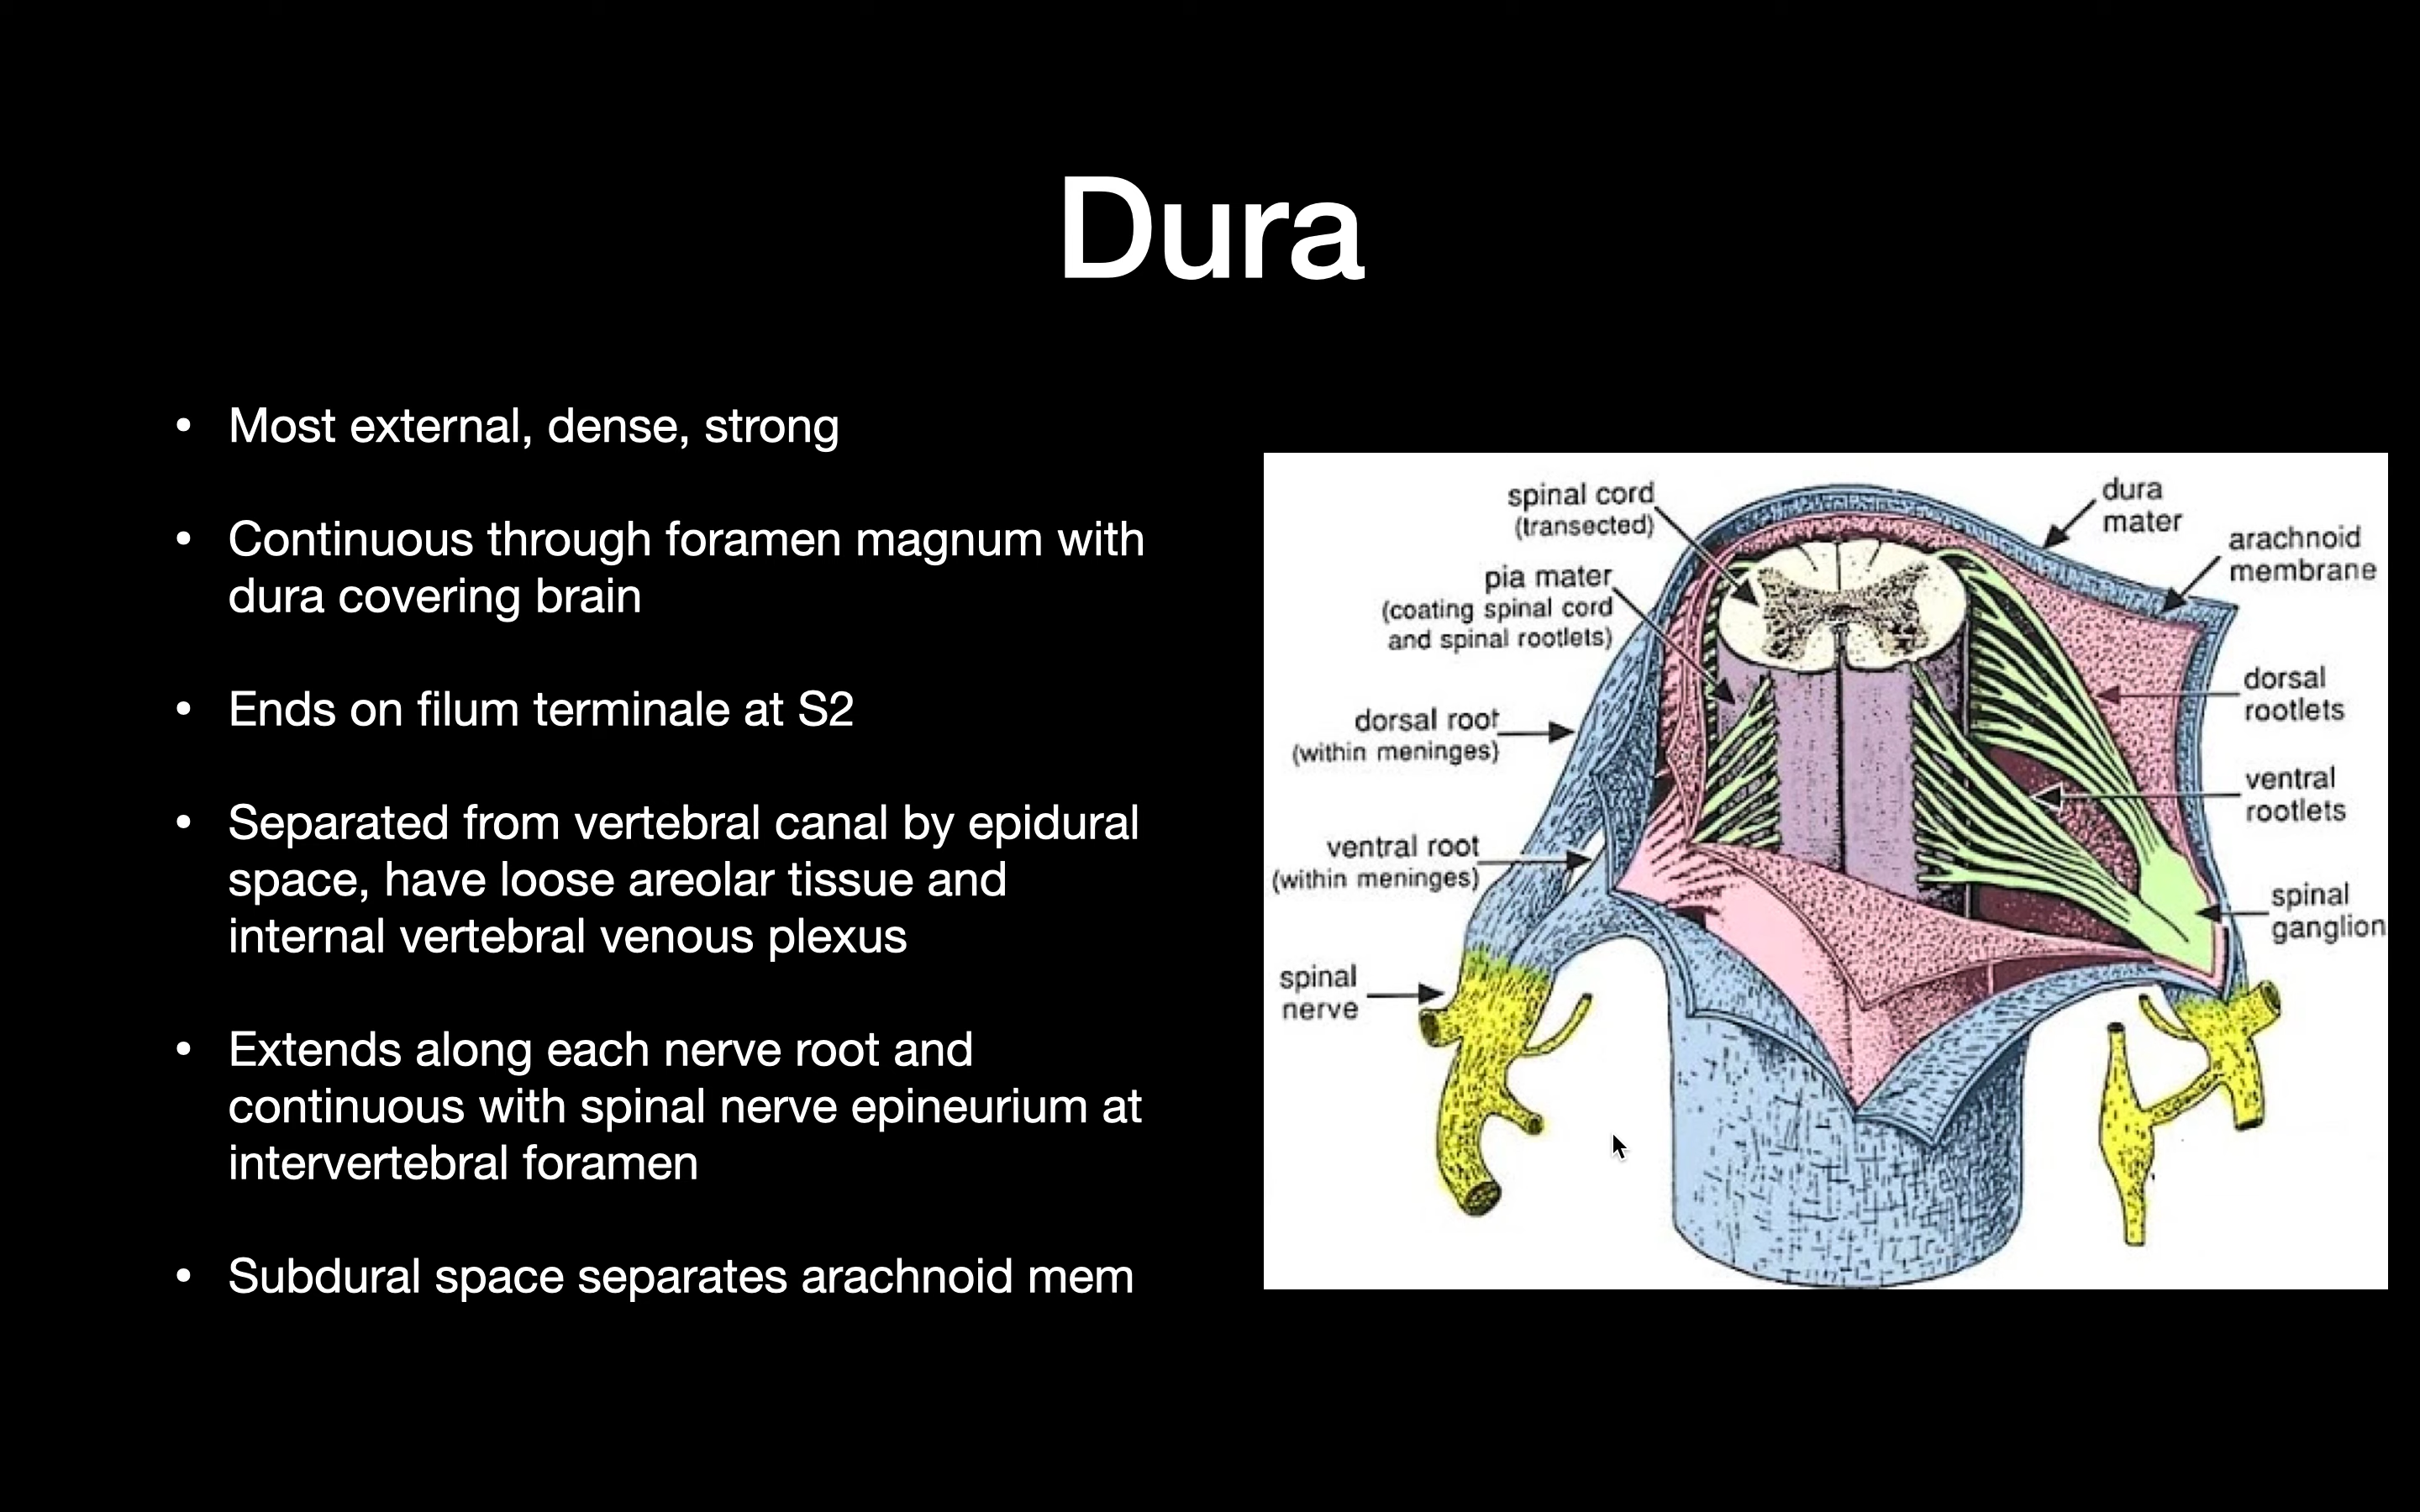 Dura
• Most external, dense, strong
• Continuous through foramen magnum with
dura covering brain
• Ends on filum terminale at S2
• Separated from vertebral canal by epidural
space, have loose areolar tissue and
internal vertebral venous plexus
• Extends along each nerve root and
continuous with spinal nerve epineurium at
intervertebral foramen
• Subdural space separates arachnoid mem
spinal cord
(transected)
pia mater
(coating spinal cord
and spinal rootlets)
dorsal root
(within meninges)
ventral root
(within meninges)
spinal
nerve
dura
mater
arachnoid
membrane
dorsal
rootlets
ventral
rootlets
spinal
ganglion